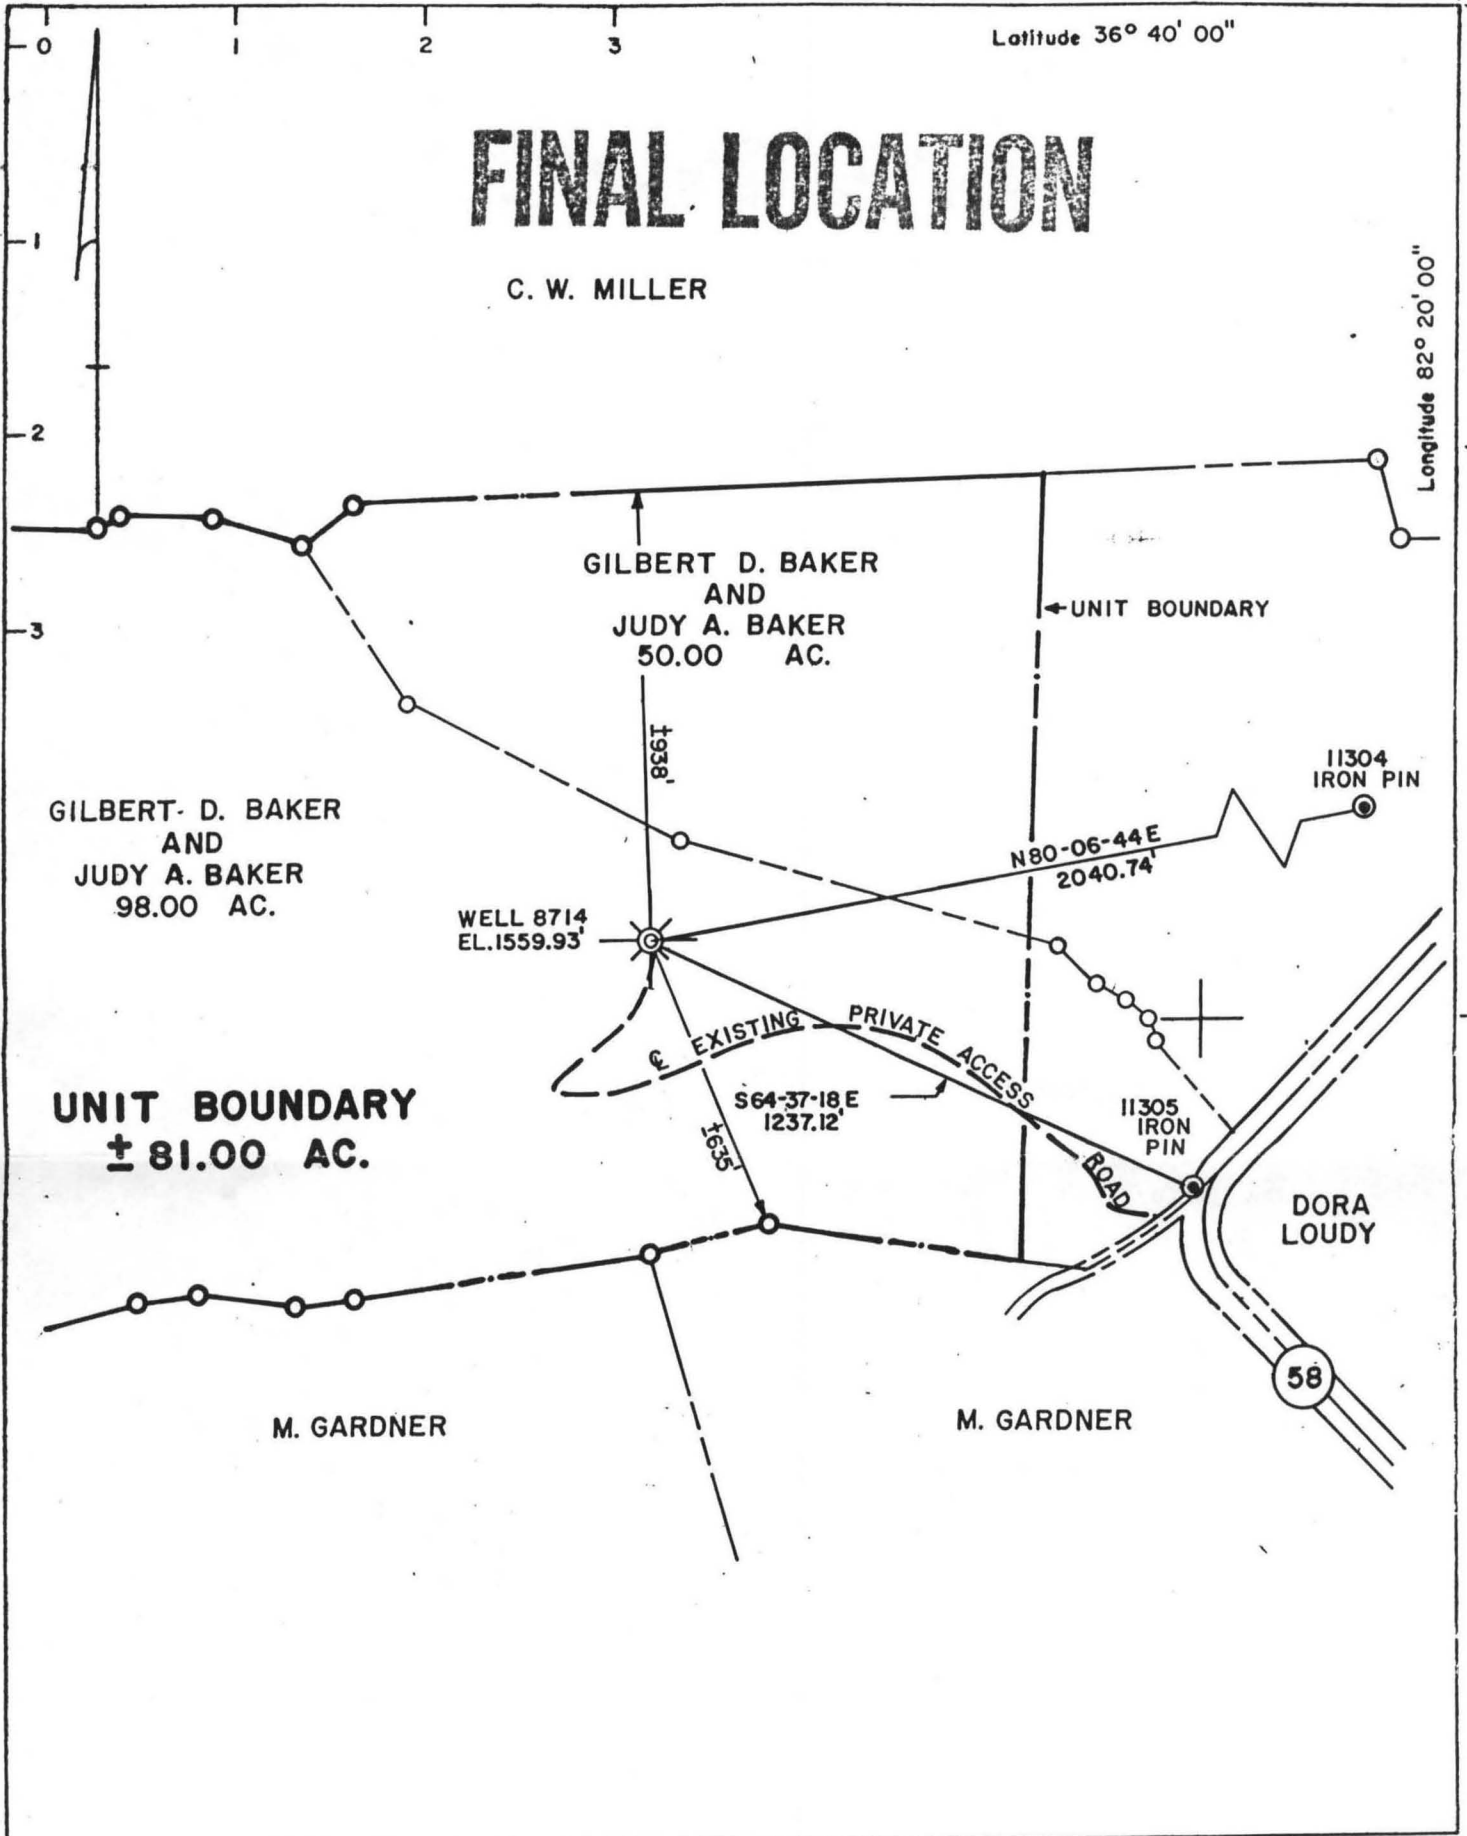 0 1 2 3
Latitude 36° 40' 00"
FINAL LOCATION
1
C. W. MILLER
Longitude 82° 20' 00"
2
GILBERT D. BAKER
AND
JUDY A. BAKER
50.00 AC.
UNIT BOUNDARY
3
±938'
11304
IRON PIN
GILBERT D. BAKER
AND
JUDY A. BAKER
98.00 AC.
N80-06-44E
2040.74'
WELL 8714
EL.1559.93'
℄ EXISTING PRIVATE ACCESS ROAD
UNIT BOUNDARY
± 81.00 AC.
S64-37-18E
1237.12'
±635'
11305
IRON
PIN
DORA
LOUDY
58
M. GARDNER
M. GARDNER